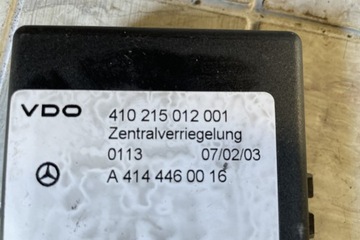 VDO 410 215 012 001
Zentralverriegelung
0113 07/02/03
A 414 446 00 16